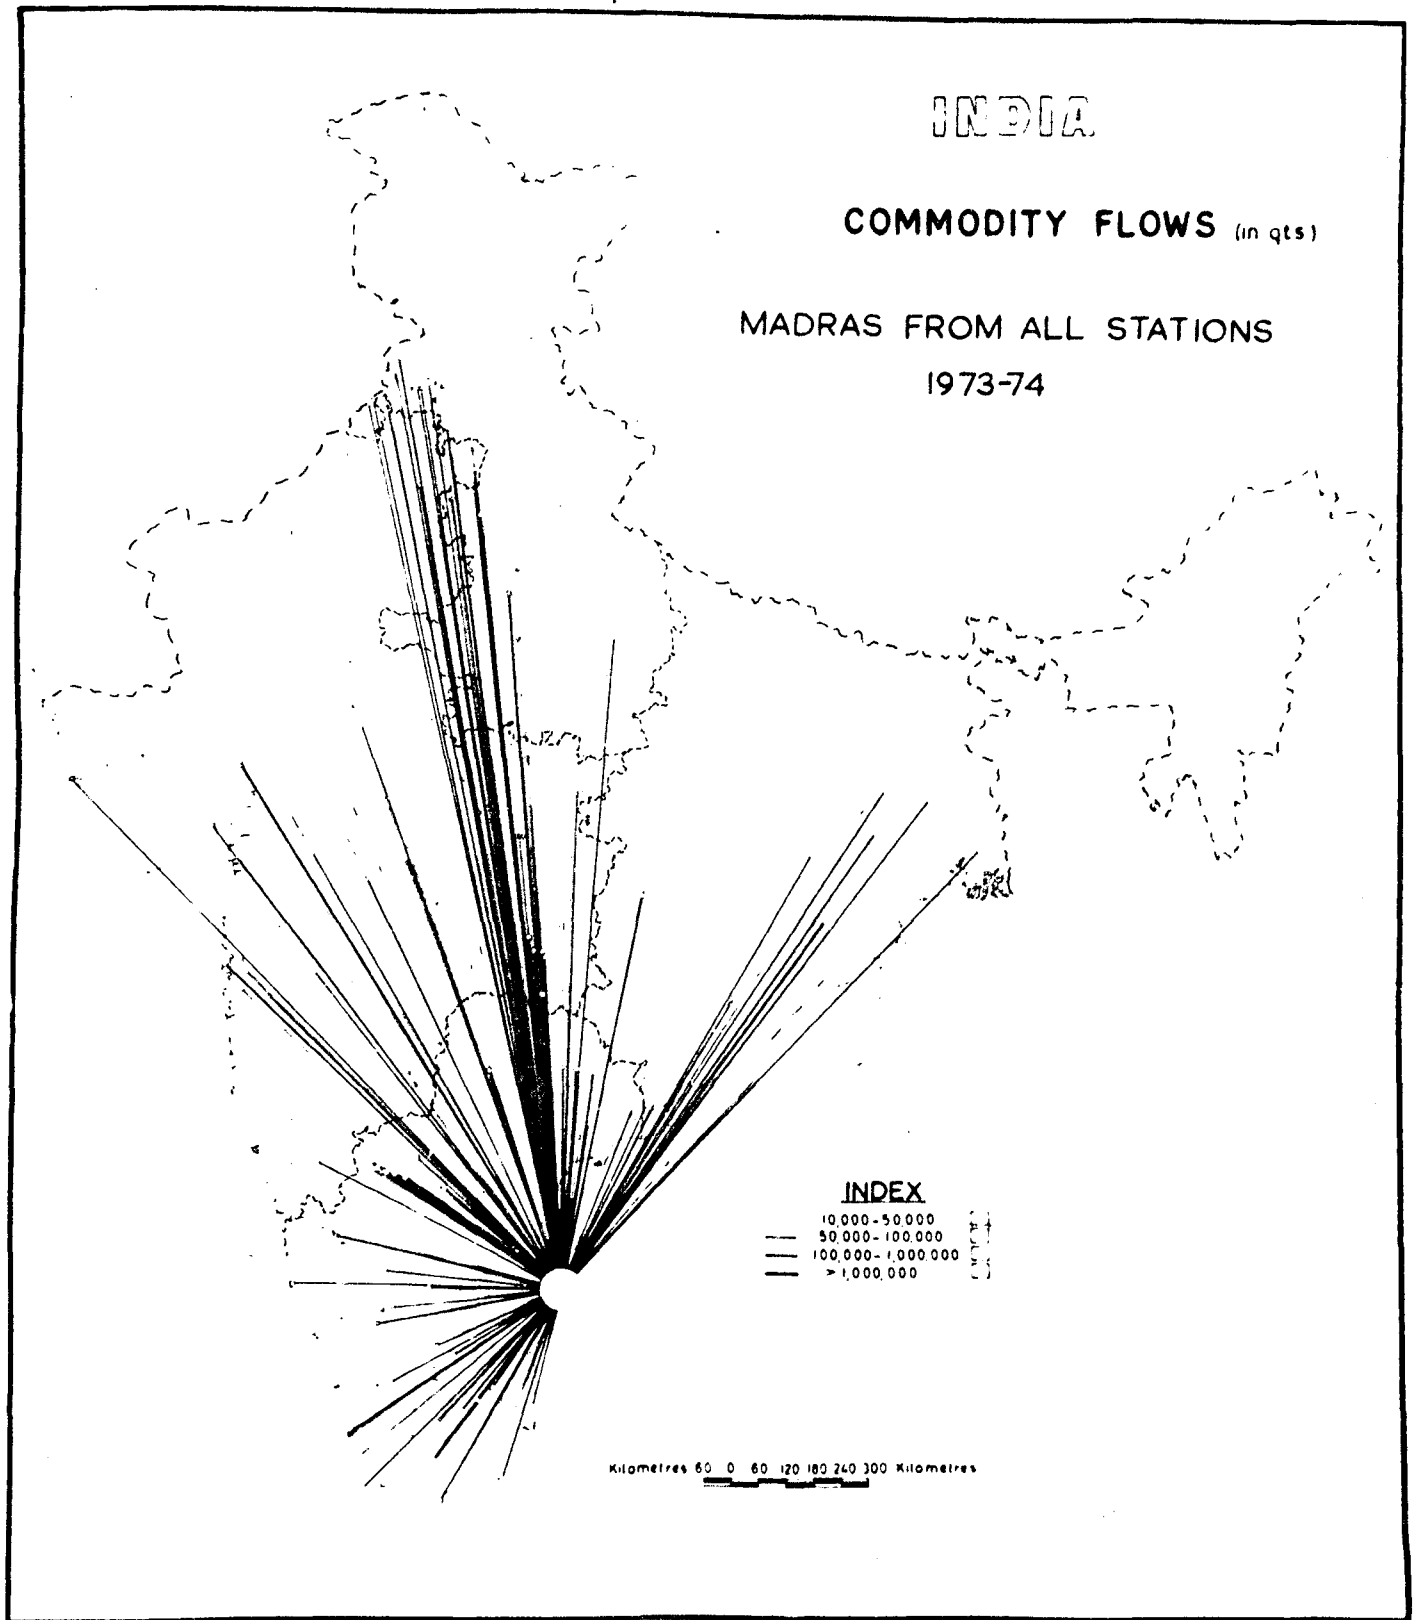 INDIA
COMMODITY FLOWS (in qts)
MADRAS FROM ALL STATIONS
1973-74
INDEX
10,000-50,000
50,000-100,000
100,000-1,000,000
>1,000,000
Kilometres 60 0 60 120 180 240 300 Kilometres